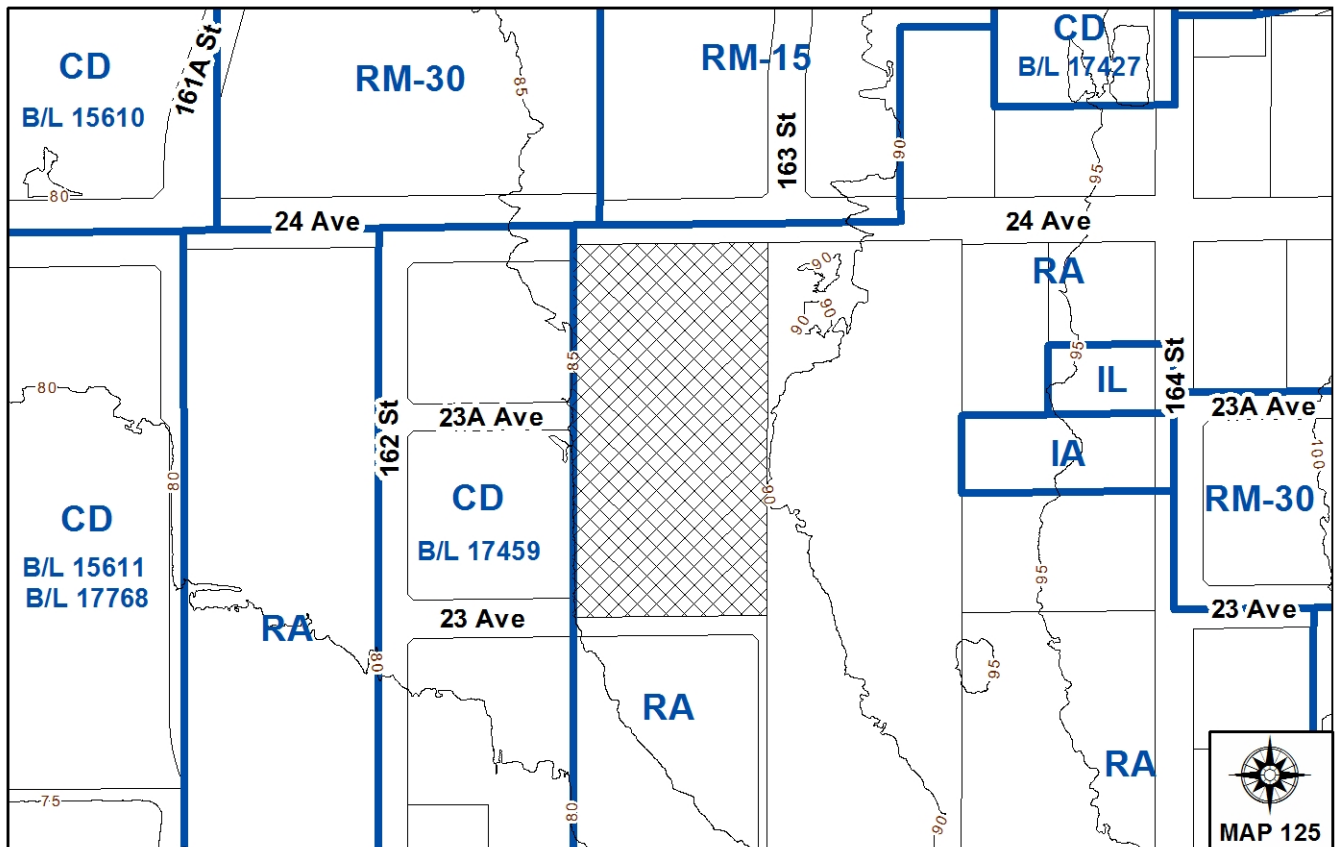 CD
B/L 15610
161A St
RM-30
85
RM-15
163 St
CD
B/L 17427
90
95
80
24 Ave
24 Ave
RA
90
90
90
80
162 St
85
23A Ave
95
IL
164 St
23A Ave
IA
80
CD
B/L 17459
90
RM-30
100
CD
B/L 15611
B/L 17768
95
RA
23 Ave
23 Ave
80
95
RA
RA
75
80
90
MAP 125